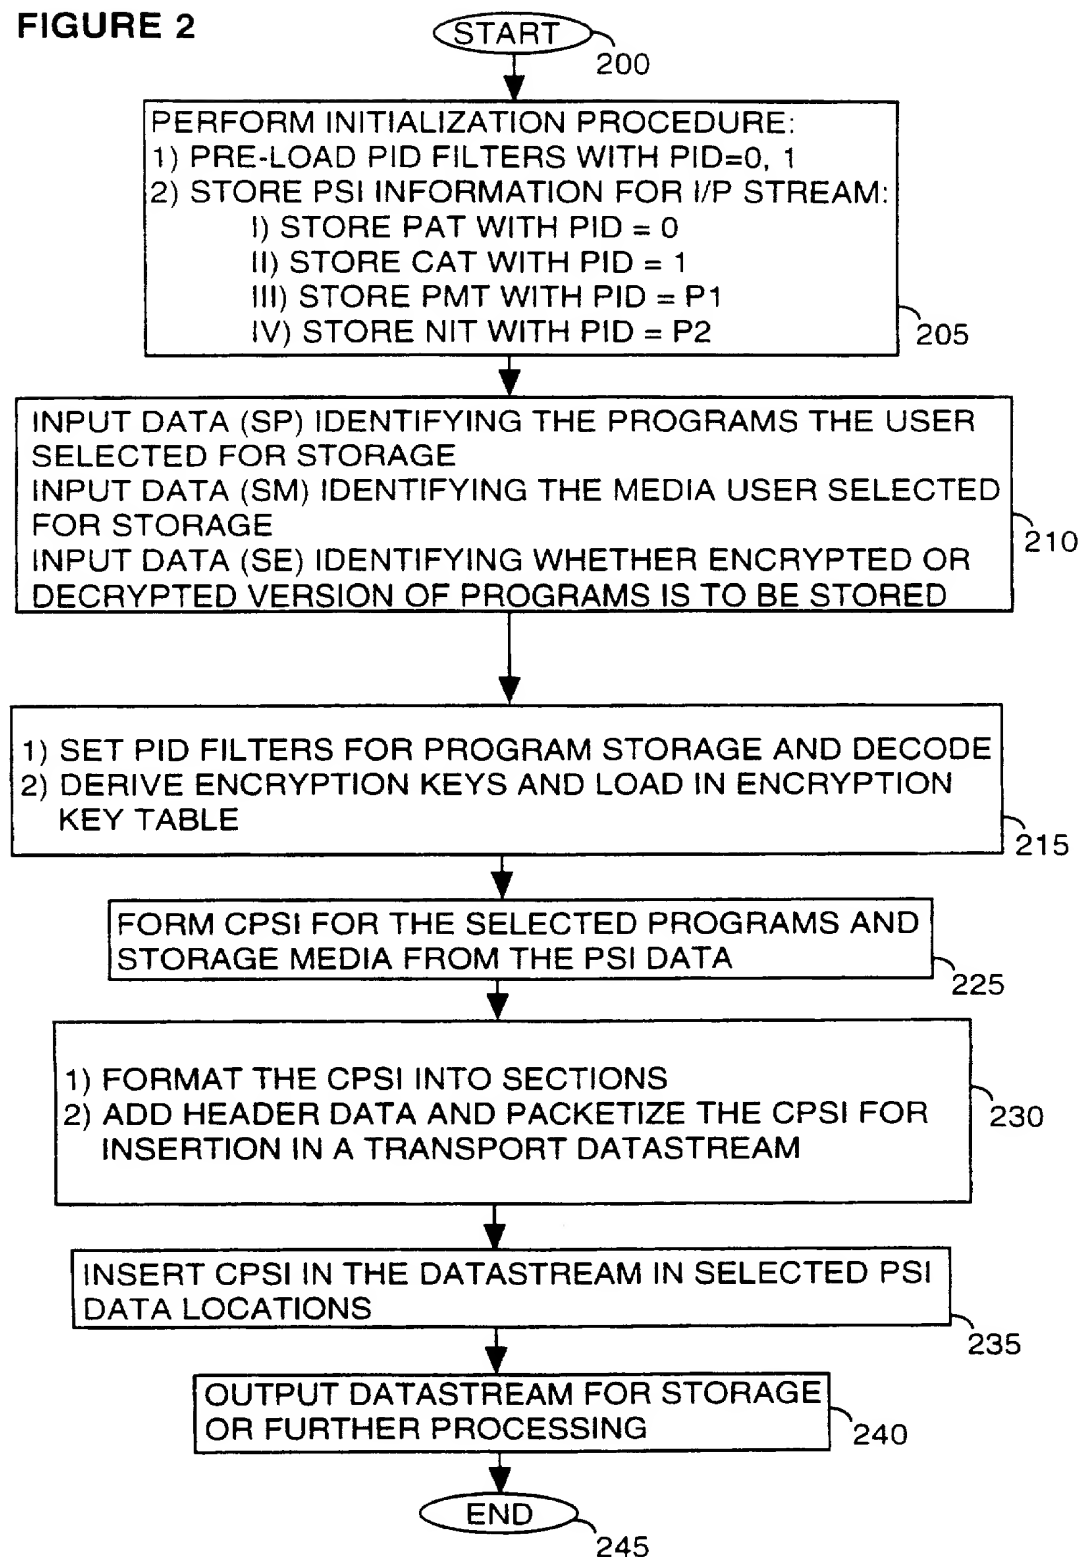 FIGURE 2
START
200
PERFORM INITIALIZATION PROCEDURE:
1) PRE-LOAD PID FILTERS WITH PID=0, 1
2) STORE PSI INFORMATION FOR I/P STREAM:
I) STORE PAT WITH PID = 0
II) STORE CAT WITH PID = 1
III) STORE PMT WITH PID = P1
IV) STORE NIT WITH PID = P2
205
INPUT DATA (SP) IDENTIFYING THE PROGRAMS THE USER
SELECTED FOR STORAGE
INPUT DATA (SM) IDENTIFYING THE MEDIA USER SELECTED
FOR STORAGE
INPUT DATA (SE) IDENTIFYING WHETHER ENCRYPTED OR
DECRYPTED VERSION OF PROGRAMS IS TO BE STORED
210
1) SET PID FILTERS FOR PROGRAM STORAGE AND DECODE
2) DERIVE ENCRYPTION KEYS AND LOAD IN ENCRYPTION
KEY TABLE
215
FORM CPSI FOR THE SELECTED PROGRAMS AND
STORAGE MEDIA FROM THE PSI DATA
225
1) FORMAT THE CPSI INTO SECTIONS
2) ADD HEADER DATA AND PACKETIZE THE CPSI FOR
INSERTION IN A TRANSPORT DATASTREAM
230
INSERT CPSI IN THE DATASTREAM IN SELECTED PSI
DATA LOCATIONS
235
OUTPUT DATASTREAM FOR STORAGE
OR FURTHER PROCESSING
240
END
245